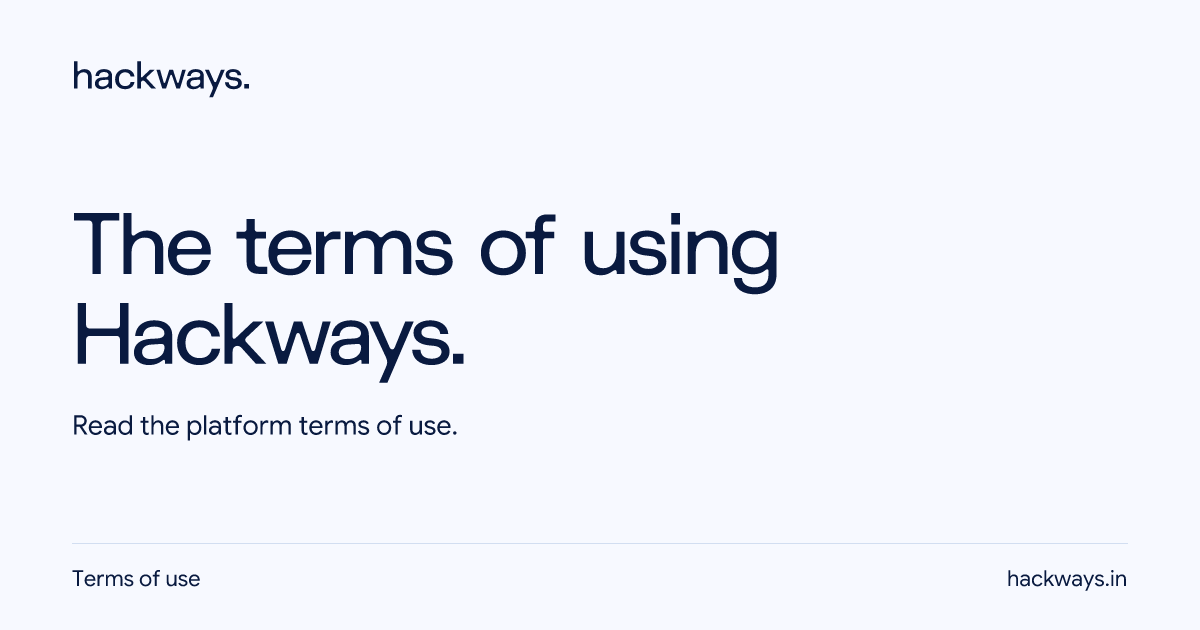 hackways.
The terms of using
Hackways.
Read the platform terms of use.
Terms of use
hackways.in